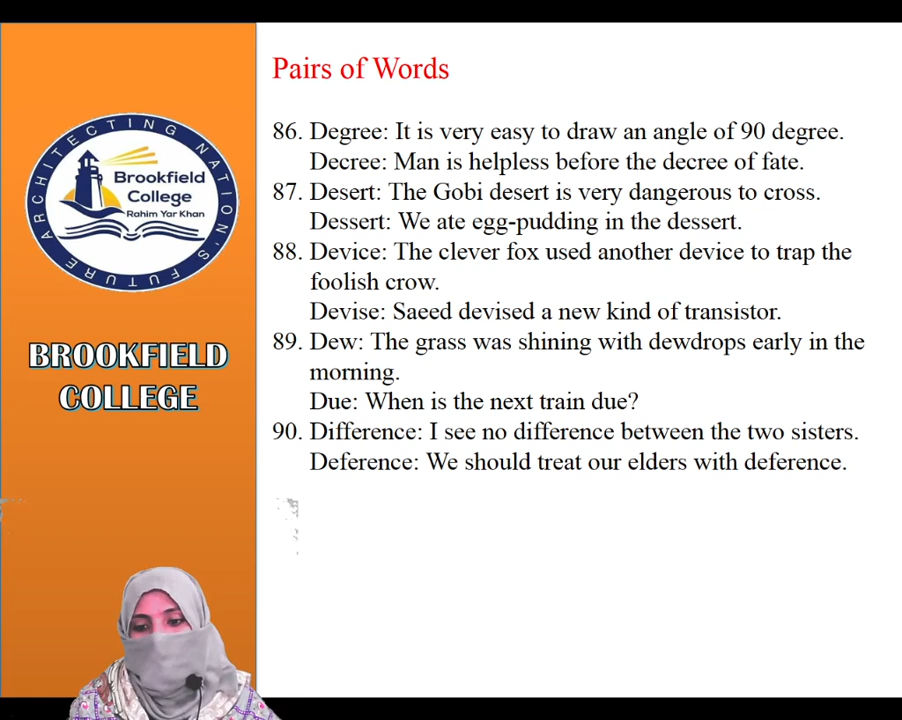 Pairs of Words
ARCHITECTING NATION'S FUTURE
Brookfield
College
Rahim Yar Khan
BROOKFIELD
COLLEGE
86. Degree: It is very easy to draw an angle of 90 degree.
Decree: Man is helpless before the decree of fate.
87. Desert: The Gobi desert is very dangerous to cross.
Dessert: We ate egg-pudding in the dessert.
88. Device: The clever fox used another device to trap the
foolish crow.
Devise: Saeed devised a new kind of transistor.
89. Dew: The grass was shining with dewdrops early in the
morning.
Due: When is the next train due?
90. Difference: I see no difference between the two sisters.
Deference: We should treat our elders with deference.